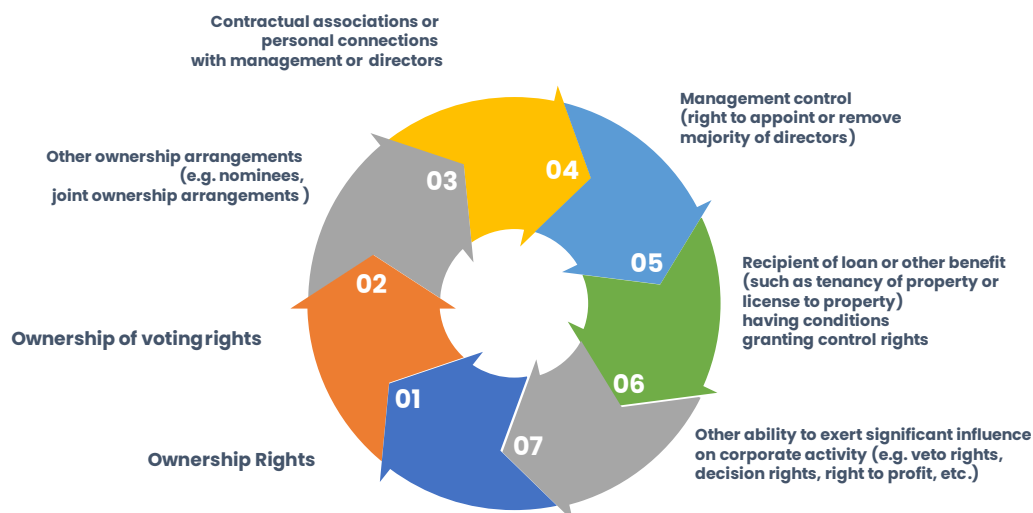 Contractual associations or
personal connections
with management or directors
Management control
(right to appoint or remove
majority of directors)
Other ownership arrangements
(e.g. nominees,
joint ownership arrangements )
03
04
02
05
Recipient of loan or other benefit
(such as tenancy of property or
license to property)
having conditions
granting control rights
Ownership of voting rights
01
06
07
Other ability to exert significant influence
on corporate activity (e.g. veto rights,
decision rights, right to profit, etc.)
Ownership Rights